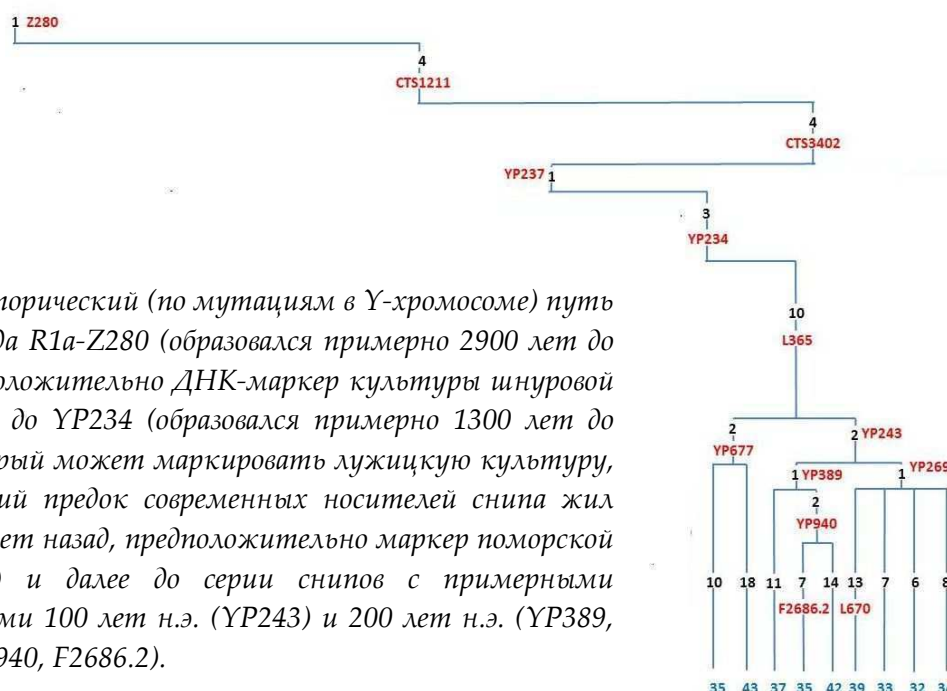 1 Z280
4
CTS1211
4
CTS3402
YP237 1
3
YP234
торический (по мутациям в Y-хромосоме) путь
да R1a-Z280 (образовался примерно 2900 лет до
положительно ДНК-маркер культуры шнуровой
до YP234 (образовался примерно 1300 лет до
рый может маркировать лужицкую культуру,
ий предок современных носителей снипа жил
ет назад, предположительно маркер поморской
) и далее до серии снипов с примерными
ми 100 лет н.э. (YP243) и 200 лет н.э. (YP389,
940, F2686.2).
10
L365
2 2 YP243
YP677
1 YP389 1 YP269
2
YP940
10 18 11 7 14 13 7 6 8
F2686.2 L670
35 43 37 35 42 39 33 32